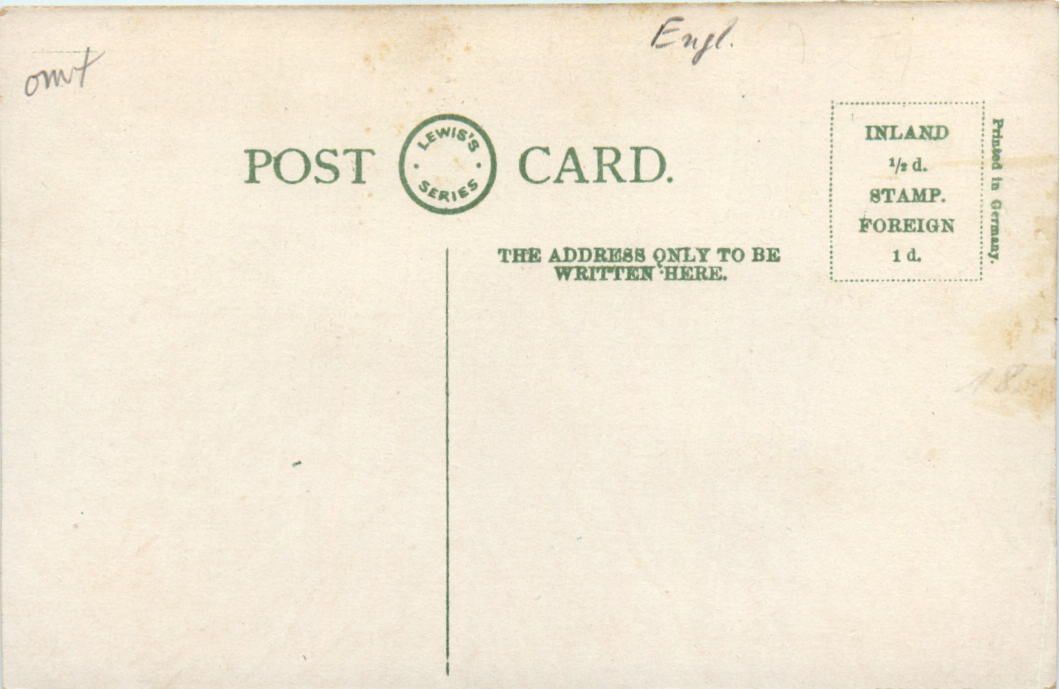 Engl.
POST CARD.
LEWIS'S
SERIES
INLAND
½ d.
STAMP.
FOREIGN
1 d.
Printed in Germany.
THE ADDRESS ONLY TO BE
WRITTEN HERE.